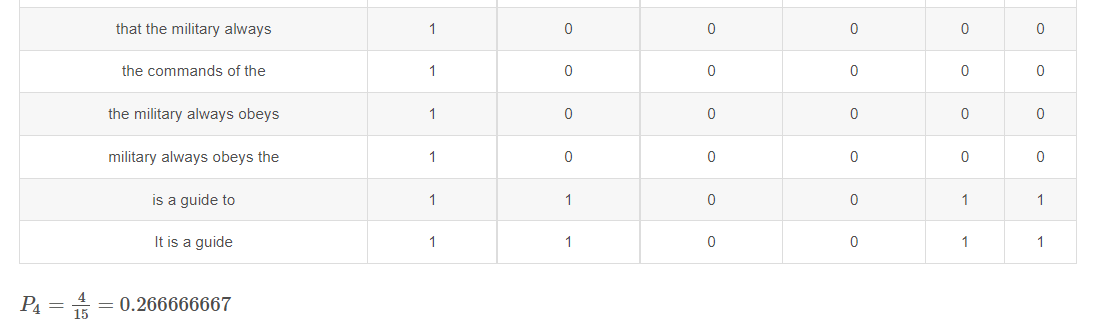 that the military always 1 0 0 0 0 0
the commands of the 1 0 0 0 0 0
the military always obeys 1 0 0 0 0 0
military always obeys the 1 0 0 0 0 0
is a guide to 1 1 0 0 1 1
It is a guide 1 1 0 0 1 1
P₄ = 4/15 = 0.266666667